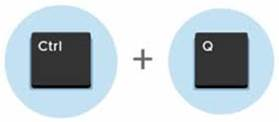 Ctrl + Q